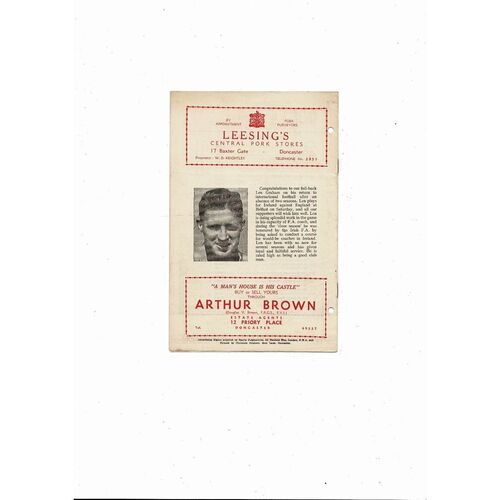 BY APPOINTMENT
PORK PURVEYORS
LEESING'S
CENTRAL PORK STORES
17 Baxter Gate Doncaster
Proprietor: W. D. KEIGHTLEY TELEPHONE No.
Congratulations to our full-back
Len Graham on his return to
international football after an
absence of two seasons. Len plays
for Ireland against England at
Belfast on Saturday, and all our
supporters will wish him well. Len
is doing splendid work in the game
in his capacity of F.A. coach, and
during the close season he was
honoured by the Irish F.A. by
being asked to conduct a course
for would-be coaches in Ireland.
Len has been with us now for
several seasons and has given
loyal and faithful service. He is
rated high as being a good club
man.
"A MAN'S HOUSE IS HIS CASTLE"
BUY or SELL YOURS
THROUGH
ARTHUR BROWN
ESTATE AGENTS
12 PRIORY PLACE
Tel. DONCASTER